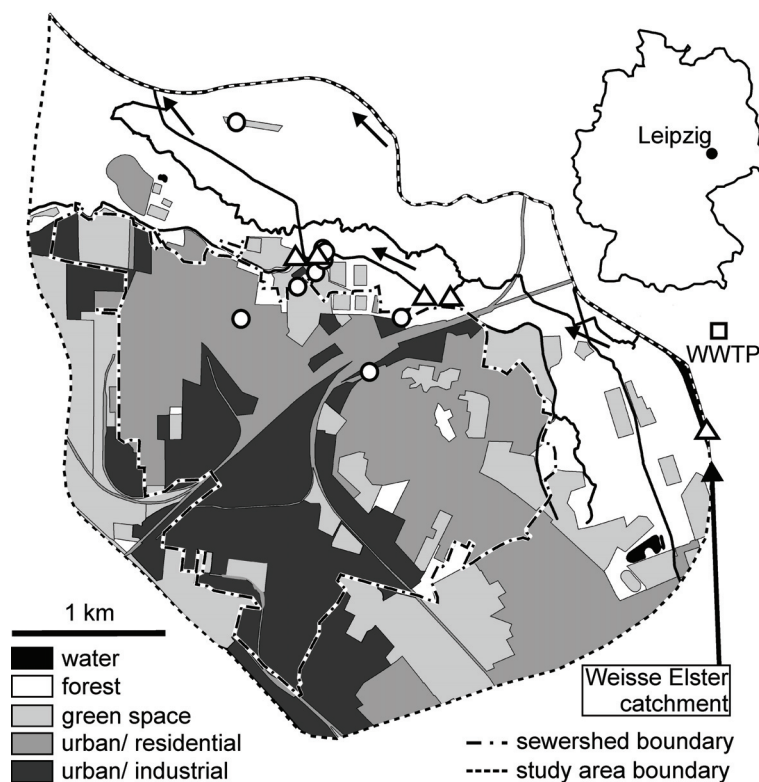 Leipzig
WWTP
1 km
water
forest
green space
urban/ residential
urban/ industrial
Weisse Elster
catchment
sewershed boundary
study area boundary